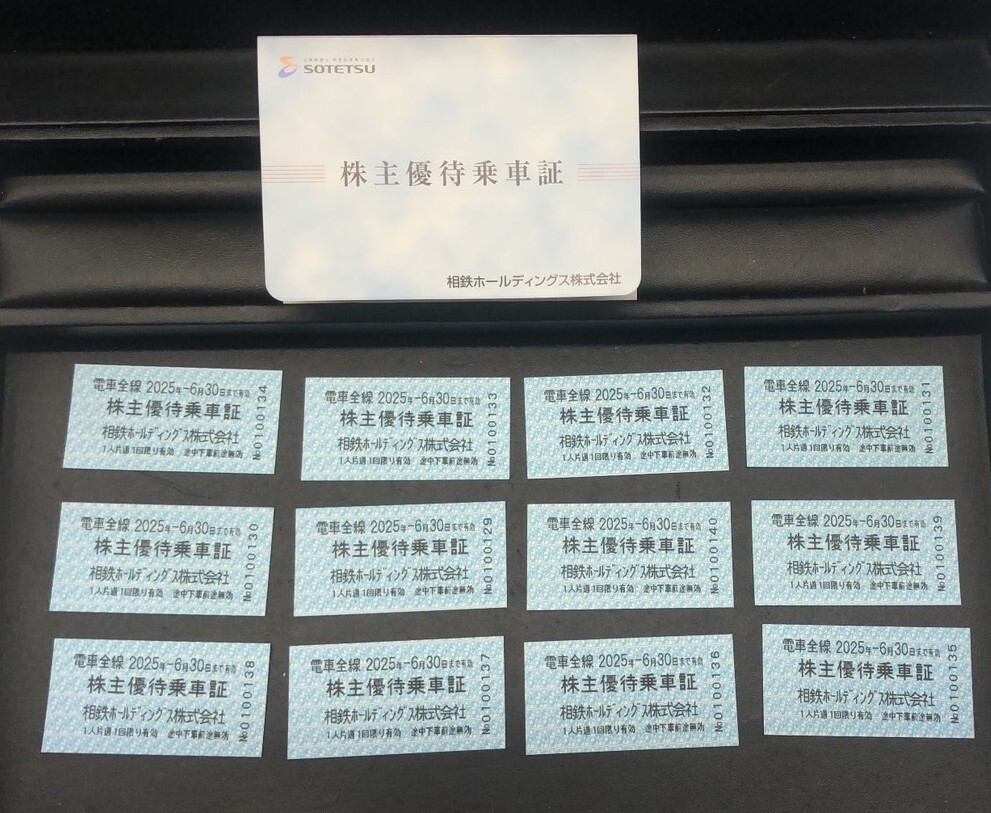 SOTETSU
株主優待乗車証
相鉄ホールディングス株式会社
電車全線 2025年-6月30日まで有効
株主優待乗車証
相鉄ホールディングス株式会社
1人片道1回限り有効 途中下車前途無効
№0100134
電車全線 2025年-6月30日まで有効
株主優待乗車証
相鉄ホールディングス株式会社
1人片道1回限り有効 途中下車前途無効
№0100133
電車全線 2025年-6月30日まで有効
株主優待乗車証
相鉄ホールディングス株式会社
1人片道1回限り有効 途中下車前途無効
№0100132
電車全線 2025年-6月30日まで有効
株主優待乗車証
相鉄ホールディングス株式会社
1人片道1回限り有効 途中下車前途無効
№0100131
電車全線 2025年-6月30日まで有効
株主優待乗車証
相鉄ホールディングス株式会社
1人片道1回限り有効 途中下車前途無効
№0100130
電車全線 2025年-6月30日まで有効
株主優待乗車証
相鉄ホールディングス株式会社
1人片道1回限り有効 途中下車前途無効
№0100129
電車全線 2025年-6月30日まで有効
株主優待乗車証
相鉄ホールディングス株式会社
1人片道1回限り有効 途中下車前途無効
№0100140
電車全線 2025年-6月30日まで有効
株主優待乗車証
相鉄ホールディングス株式会社
1人片道1回限り有効 途中下車前途無効
№0100139
電車全線 2025年-6月30日まで有効
株主優待乗車証
相鉄ホールディングス株式会社
1人片道1回限り有効 途中下車前途無効
№0100138
電車全線 2025年-6月30日まで有効
株主優待乗車証
相鉄ホールディングス株式会社
1人片道1回限り有効 途中下車前途無効
№0100137
電車全線 2025年-6月30日まで有効
株主優待乗車証
相鉄ホールディングス株式会社
1人片道1回限り有効 途中下車前途無効
№0100136
電車全線 2025年-6月30日まで有効
株主優待乗車証
相鉄ホールディングス株式会社
1人片道1回限り有効 途中下車前途無効
№0100135